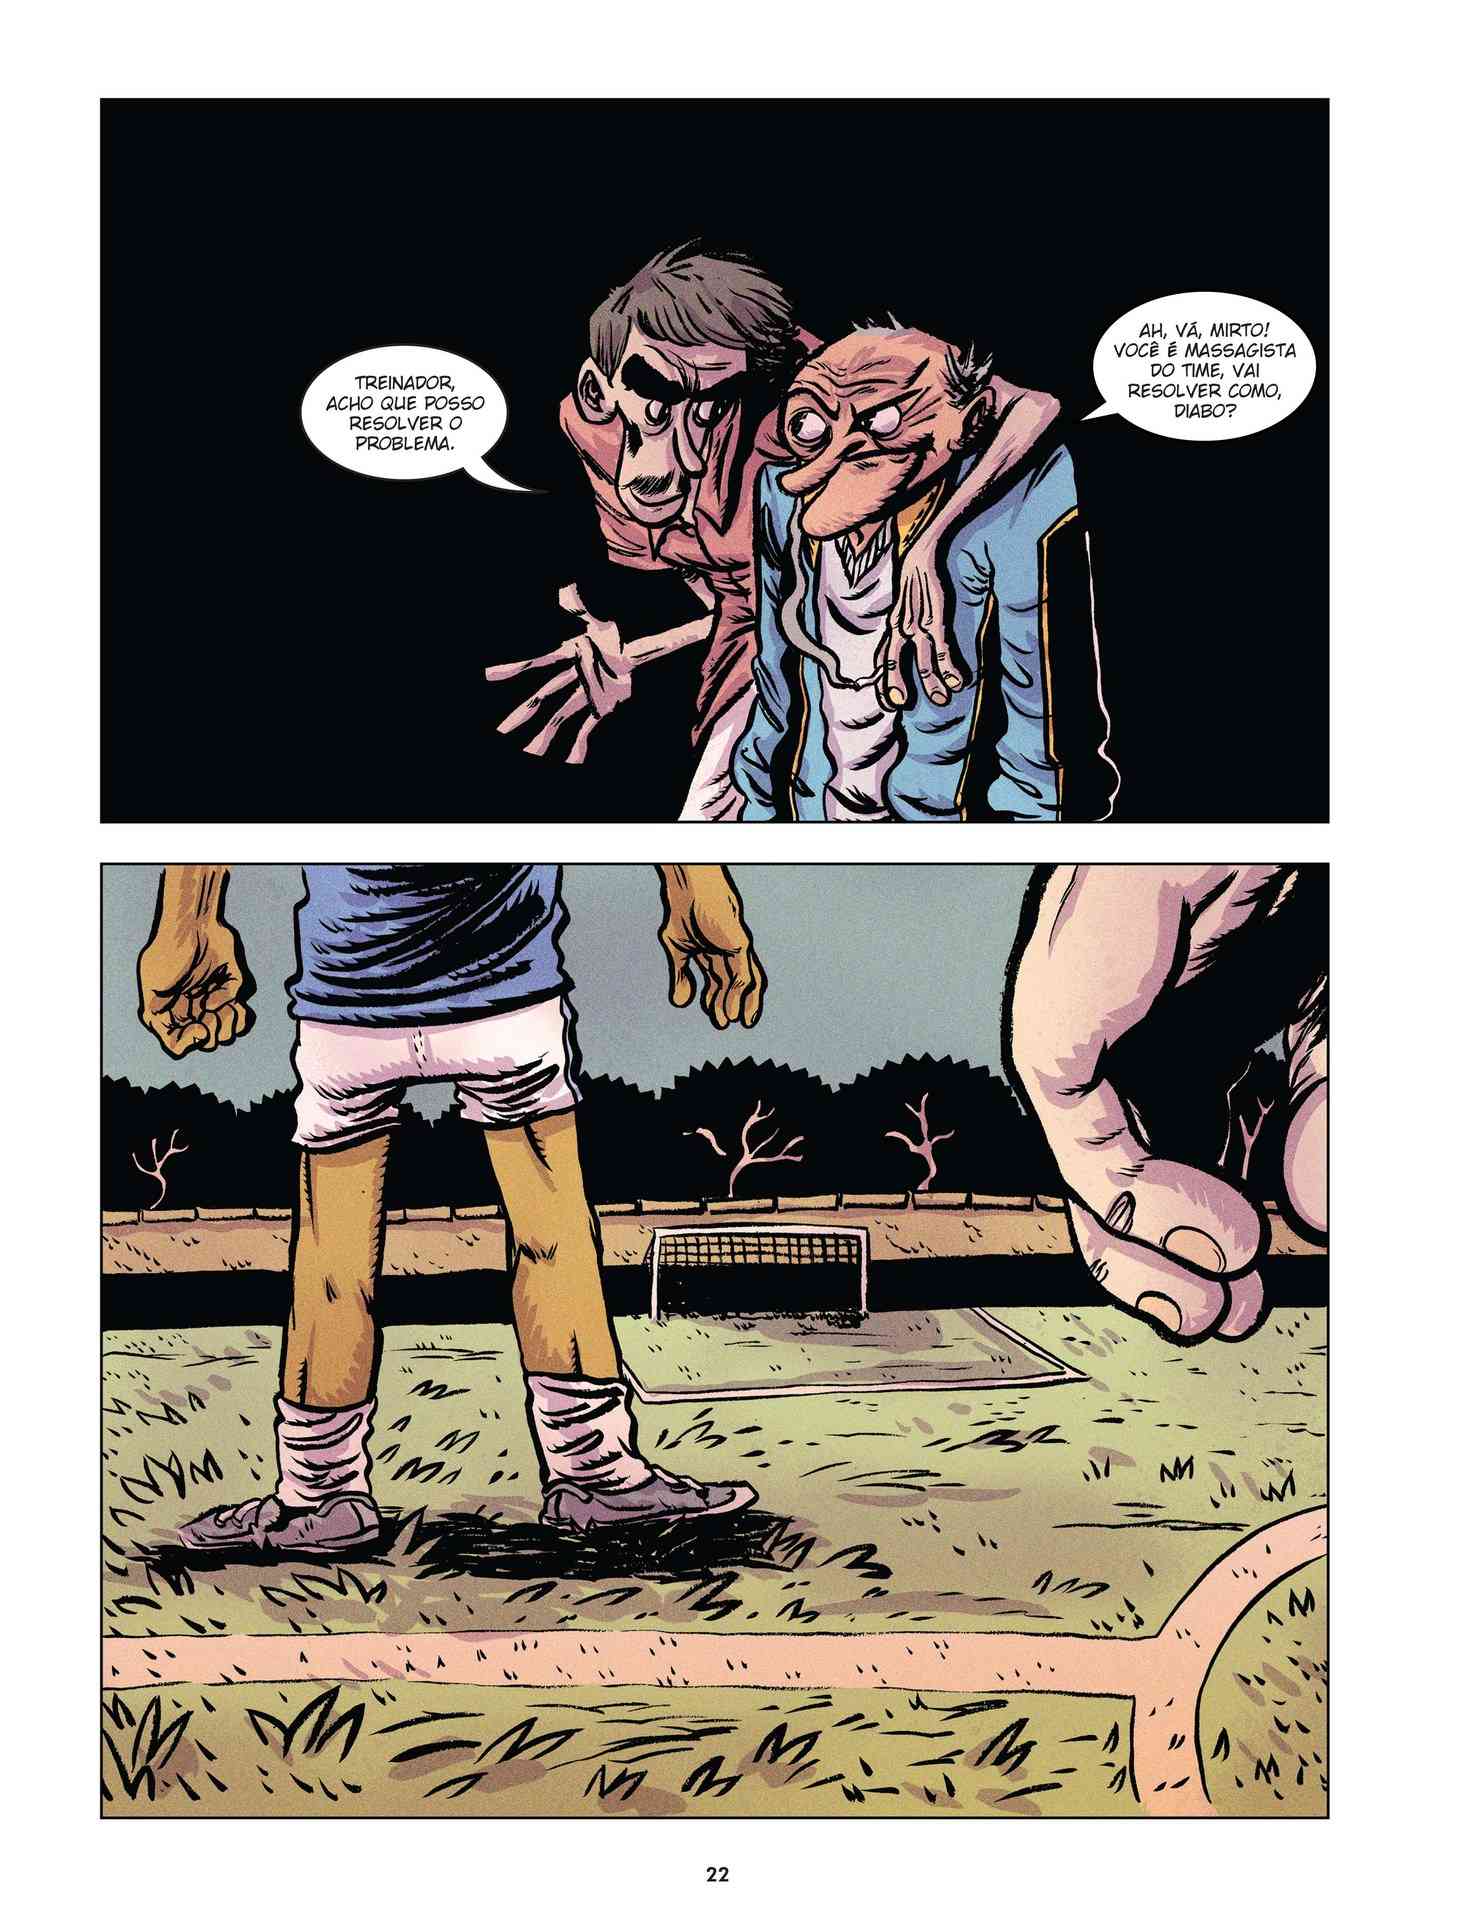 TREINADOR,
ACHO QUE POSSO
RESOLVER O
PROBLEMA.
AH, VÁ, MIRTO!
VOCÊ É MASSAGISTA
DO TIME, VAI
RESOLVER COMO,
DIABO?
22